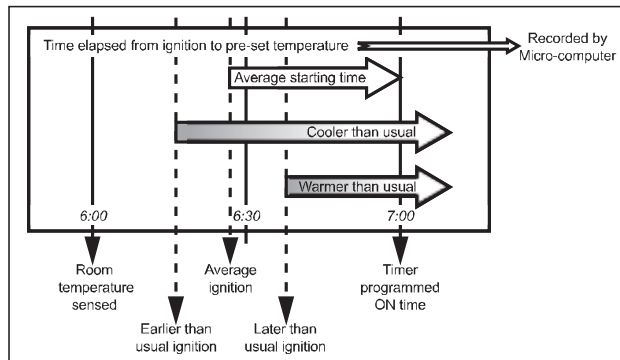 Time elapsed from ignition to pre-set temperature
Recorded by
Micro-computer
Average starting time
Cooler than usual
Warmer than usual
6:00
6:30
7:00
Room
temperature
sensed
Average
ignition
Timer
programmed
ON time
Earlier than
usual ignition
Later than
usual ignition